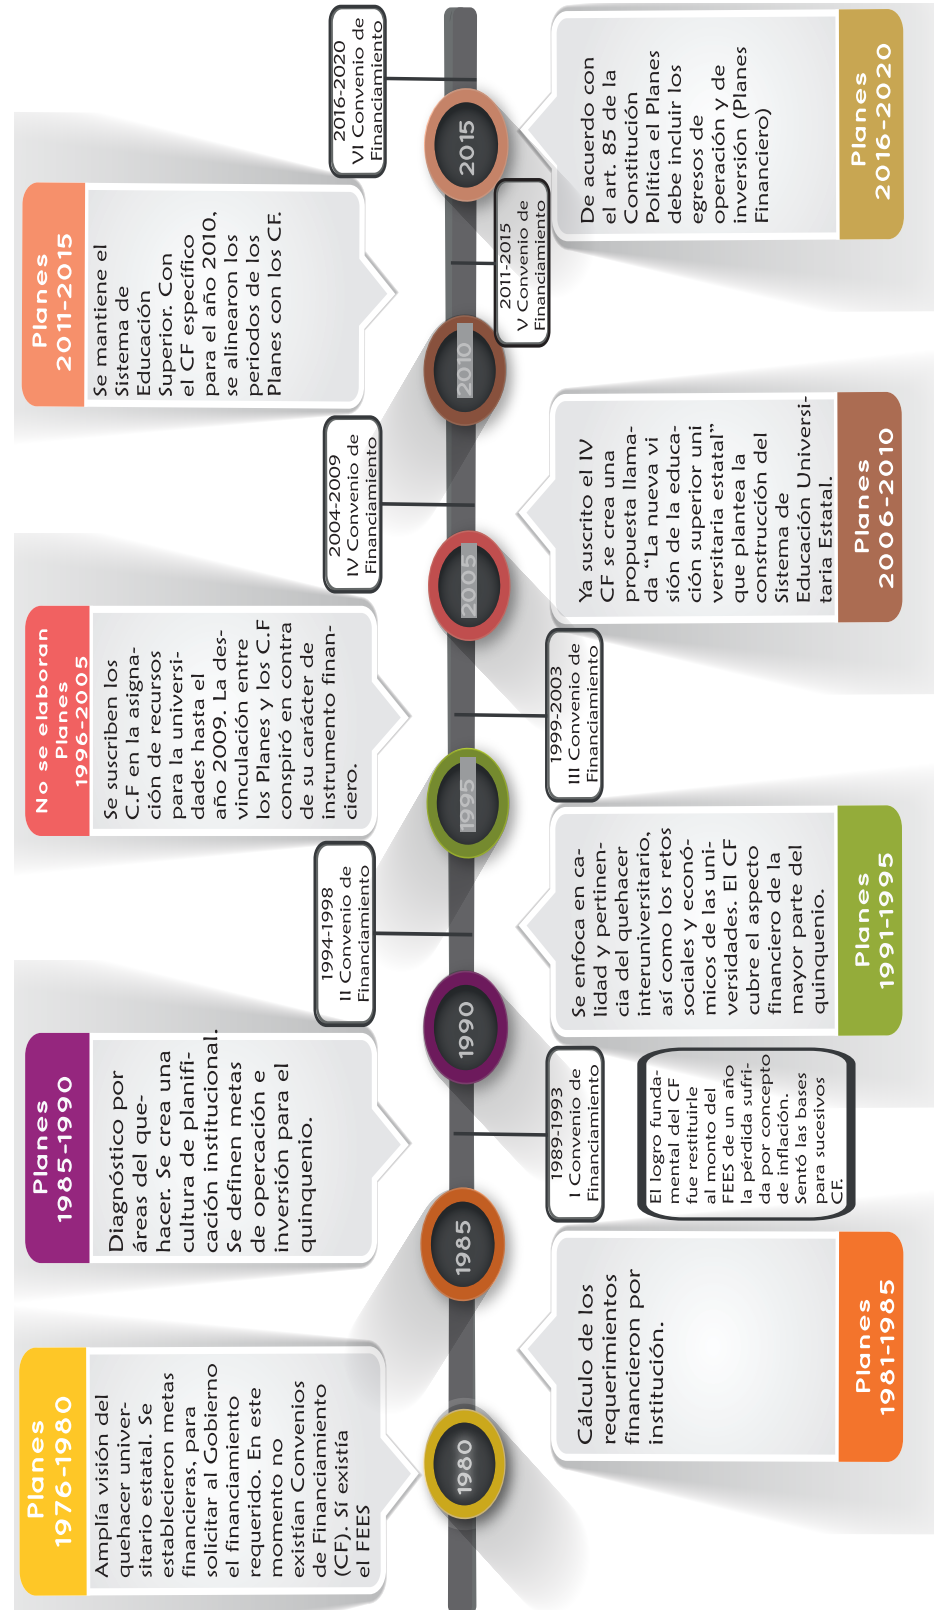 Planes
1976-1980
Amplía visión del
quehacer univer-
sitario estatal. Se
establecieron metas
financieras, para
solicitar al Gobierno
el financiamiento
requerido. En este
momento no
existían Convenios
de Financiamiento
(CF). Sí existía
el FEES
1980
Cálculo de los
requerimientos
financieron por
institución.
Planes
1981-1985
1985
Planes
1985-1990
Diagnóstico por
áreas del que-
hacer. Se crea una
cultura de planifi-
cación institucional.
Se definen metas
de opercación e
inversión para el
quinquenio.
1989-1993
I Convenio de
Financiamiento
El logro funda-
mental del CF
fue restituirle
al monto del
FEES de un año
la pérdida sufri-
da por concepto
de inflación.
Sentó las bases
para sucesivos
CF.
1990
Se enfoca en ca-
lidad y pertinen-
cia del quehacer
interuniversitario,
así como los retos
sociales y econó-
micos de las uni-
versidades. El CF
cubre el aspecto
financiero de la
mayor parte del
quinquenio.
Planes
1991-1995
1994-1998
II Convenio de
Financiamiento
1995
No se elaboran
Planes
1996-2005
Se suscriben los
C.F en la asigna-
ción de recursos
para la universi-
dades hasta el
año 2009. La des-
vinculación entre
los Planes y los C.F
conspiró en contra
de su carácter de
instrumento finan-
ciero.
1999-2003
III Convenio de
Financiamiento
2005
Ya suscrito el IV
CF se crea una
propuesta llama-
da “La nueva vi
sión de la educa-
ción superior uni
versitaria estatal”
que plantea la
construcción del
Sistema de
Educación Universi-
taria Estatal.
Planes
2006-2010
2004-2009
IV Convenio de
Financiamiento
2010
Planes
2011-2015
Se mantiene el
Sistema de
Educación
Superior. Con
el CF específico
para el año 2010,
se alinearon los
periodos de los
Planes con los CF.
2011-2015
V Convenio de
Financiamiento
2015
De acuerdo con
el art. 85 de la
Constitución
Política el Planes
debe incluir los
egresos de
operación y de
inversión (Planes
Financiero)
Planes
2016-2020
2016-2020
VI Convenio de
Financiamiento